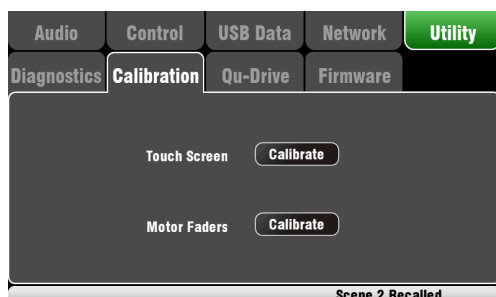 Audio Control USB Data Network Utility
Diagnostics Calibration Qu-Drive Firmware
Touch Screen Calibrate
Motor Faders Calibrate
Scene 2 Recalled